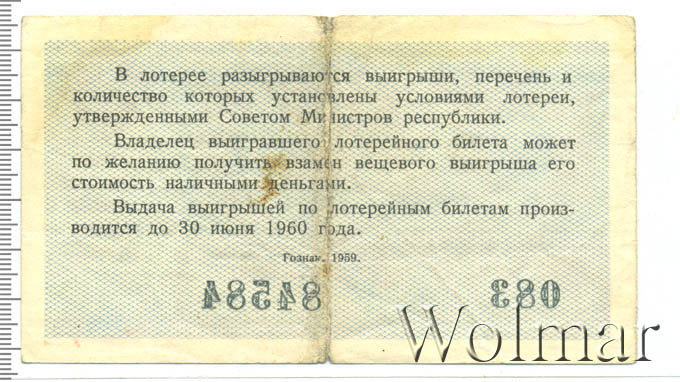 В лотерее разыгрываются выигрыши, перечень и
количество которых установлены условиями лотереи,
утвержденными Советом Министров республики.
Владелец выигравшего лотерейного билета может
по желанию получить взамен вещевого выигрыша его
стоимость наличными деньгами.
Выдача выигрышей по лотерейным билетам произ-
водится до 30 июня 1960 года.
Гознак. 1959.
083 84584
Wolmar